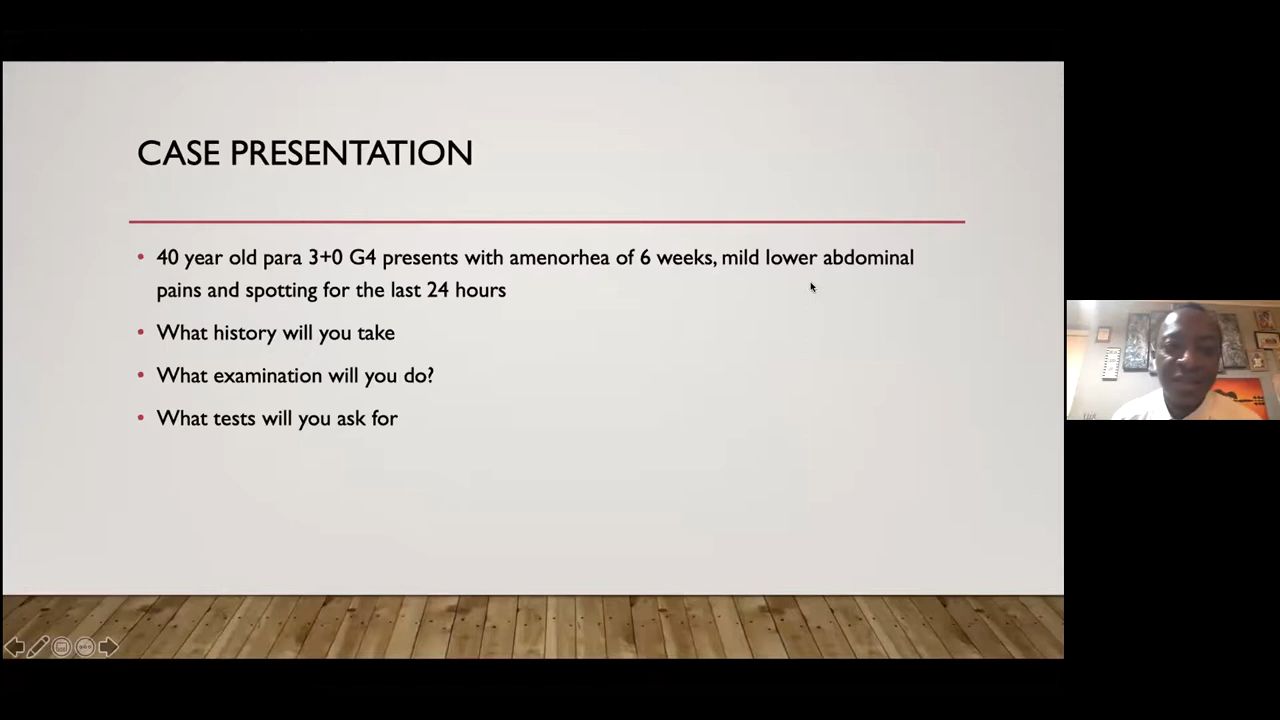 CASE PRESENTATION
• 40 year old para 3+0 G4 presents with amenorhea of 6 weeks, mild lower abdominal
pains and spotting for the last 24 hours
• What history will you take
• What examination will you do?
• What tests will you ask for